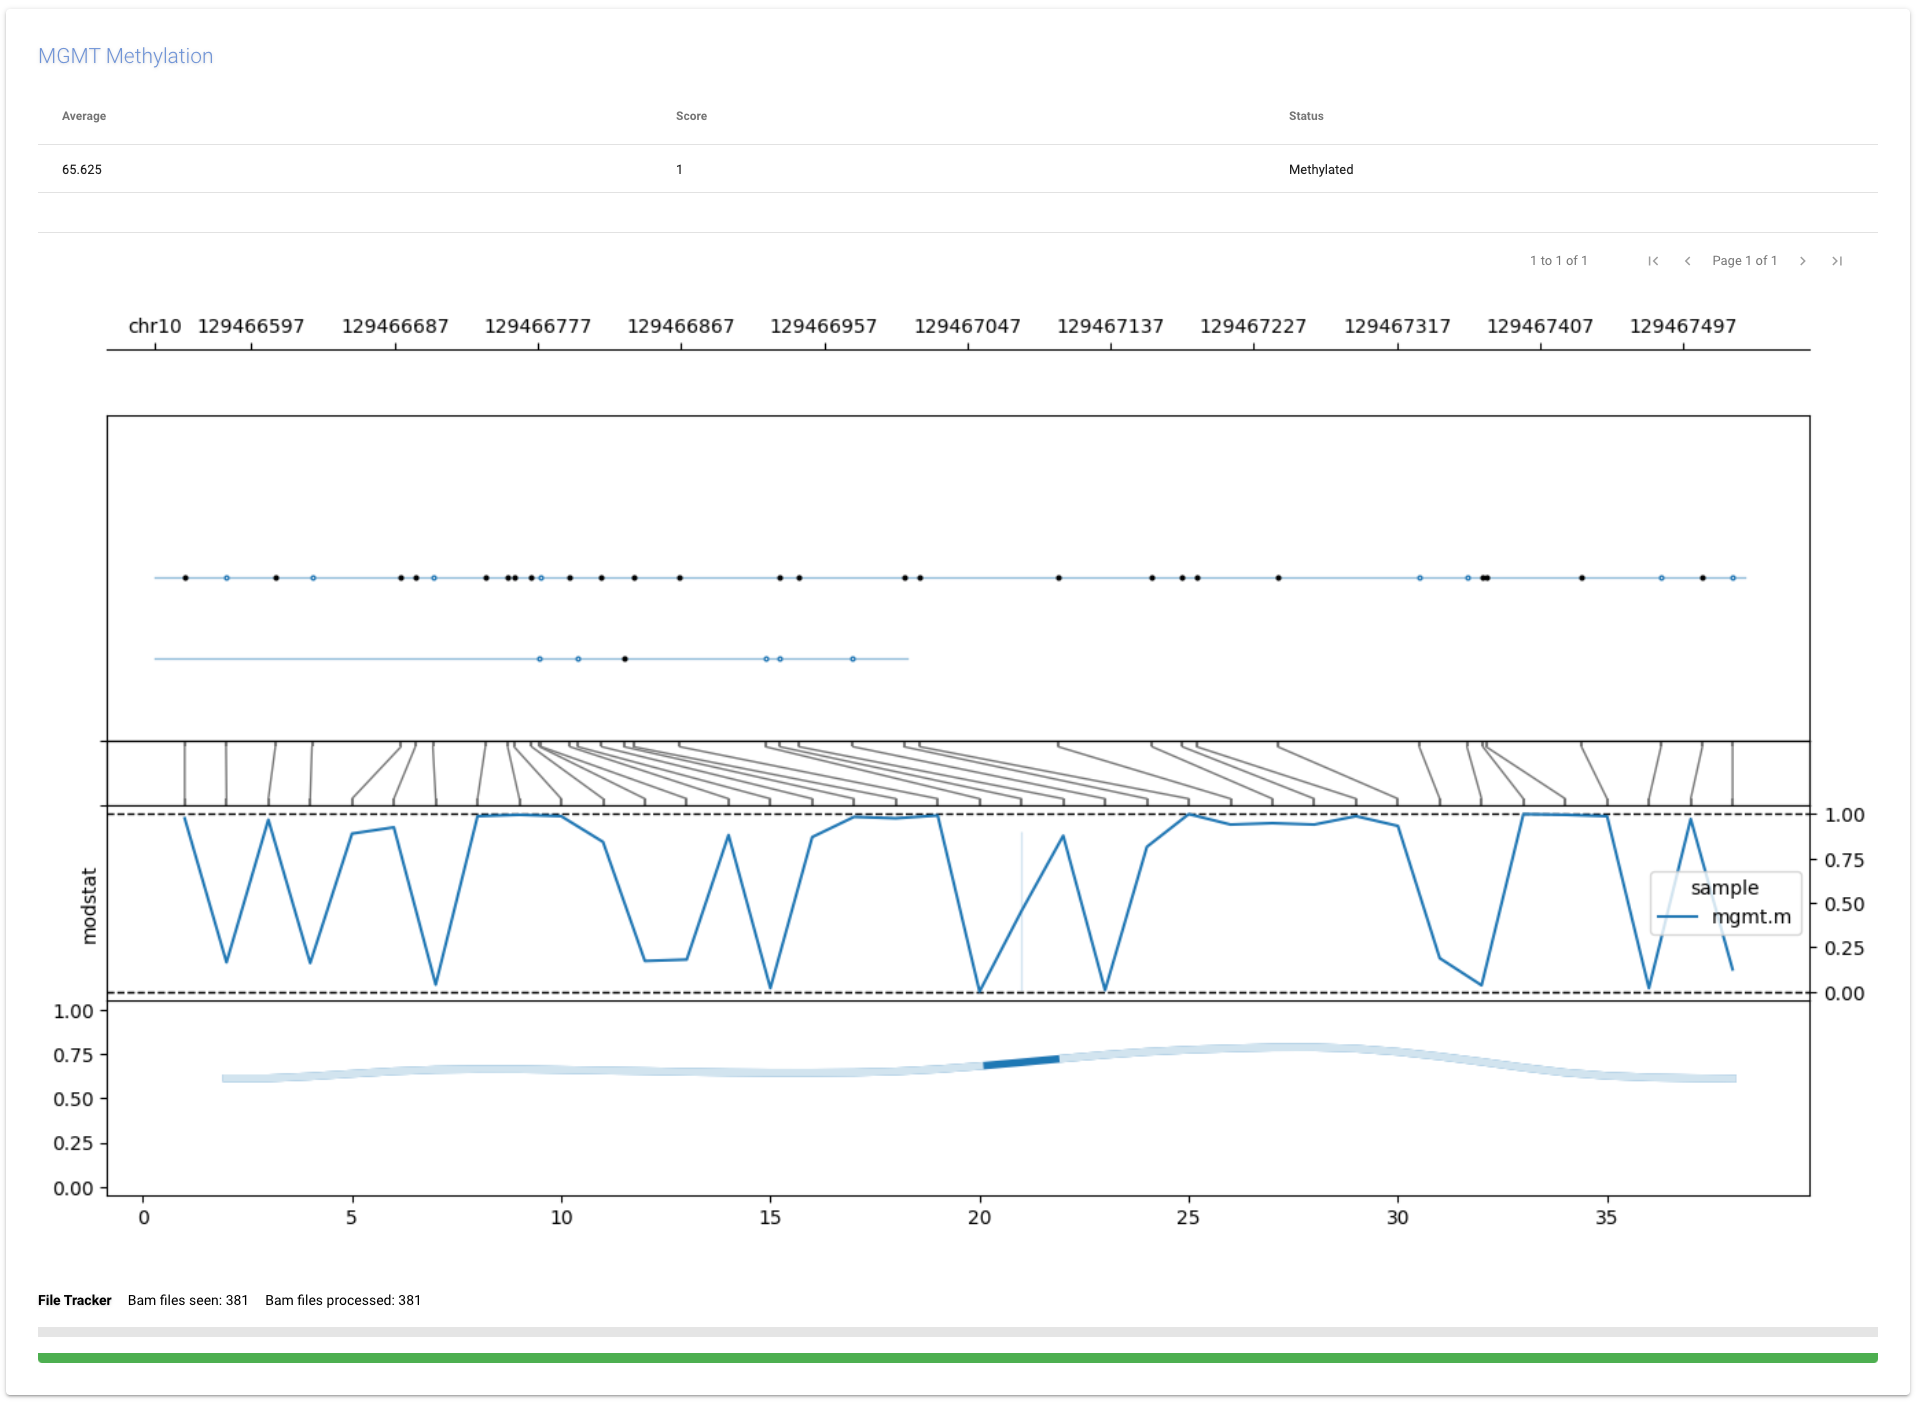 MGMT Methylation
Average Score Status
65.625 1 Methylated
1 to 1 of 1 Page 1 of 1
chr10 129466597 129466687 129466777 129466867 129466957 129467047 129467137 129467227 129467317 129467407 129467497
1.00
0.75
0.50
0.25
0.00
modstat
sample
mgmt.m
1.00
0.75
0.50
0.25
0.00
0 5 10 15 20 25 30 35
File Tracker Bam files seen: 381 Bam files processed: 381